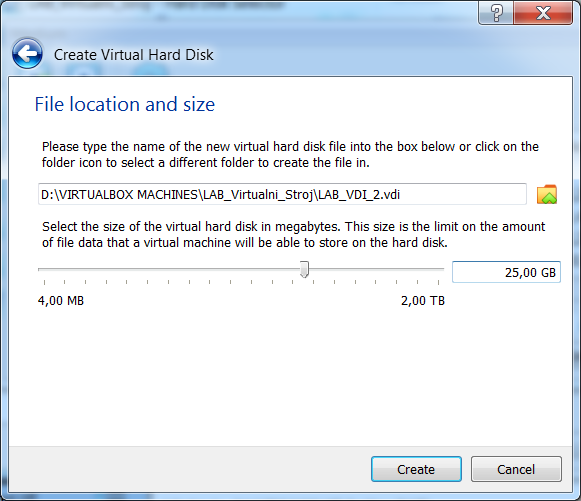 Create Virtual Hard Disk
File location and size
Please type the name of the new virtual hard disk file into the box below or click on the
folder icon to select a different folder to create the file in.
D:\VIRTUALBOX MACHINES\LAB_Virtualni_Stroj\LAB_VDI_2.vdi
Select the size of the virtual hard disk in megabytes. This size is the limit on the amount
of file data that a virtual machine will be able to store on the hard disk.
25,00 GB
4,00 MB 2,00 TB
Create Cancel